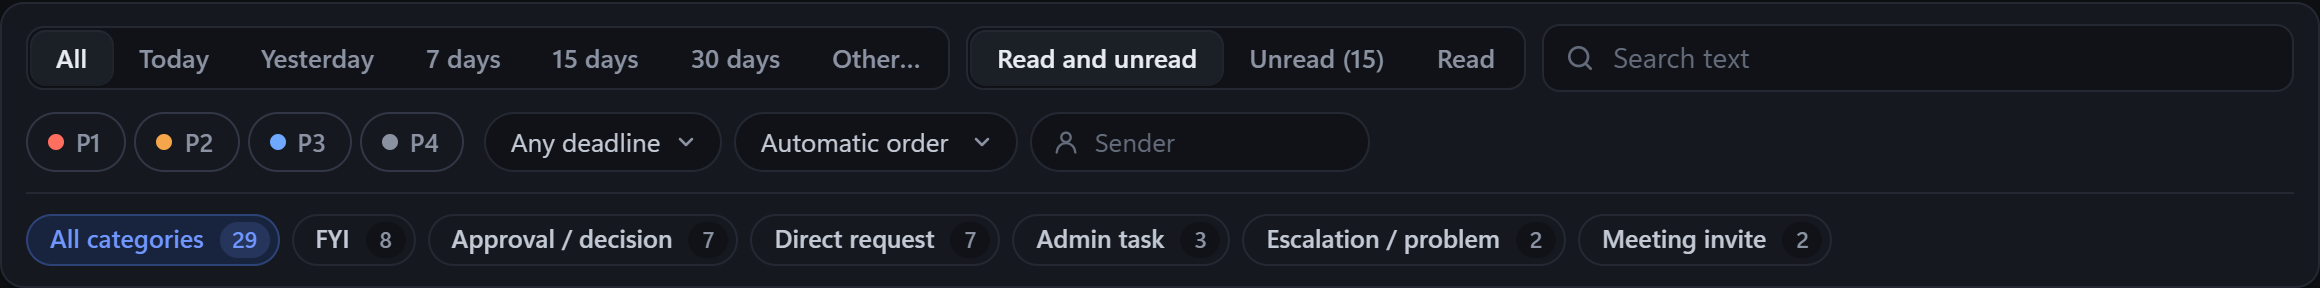 All Today Yesterday 7 days 15 days 30 days Other... Read and unread Unread (15) Read Search text
P1 P2 P3 P4 Any deadline Automatic order Sender
All categories 29 FYI 8 Approval / decision 7 Direct request 7 Admin task 3 Escalation / problem 2 Meeting invite 2